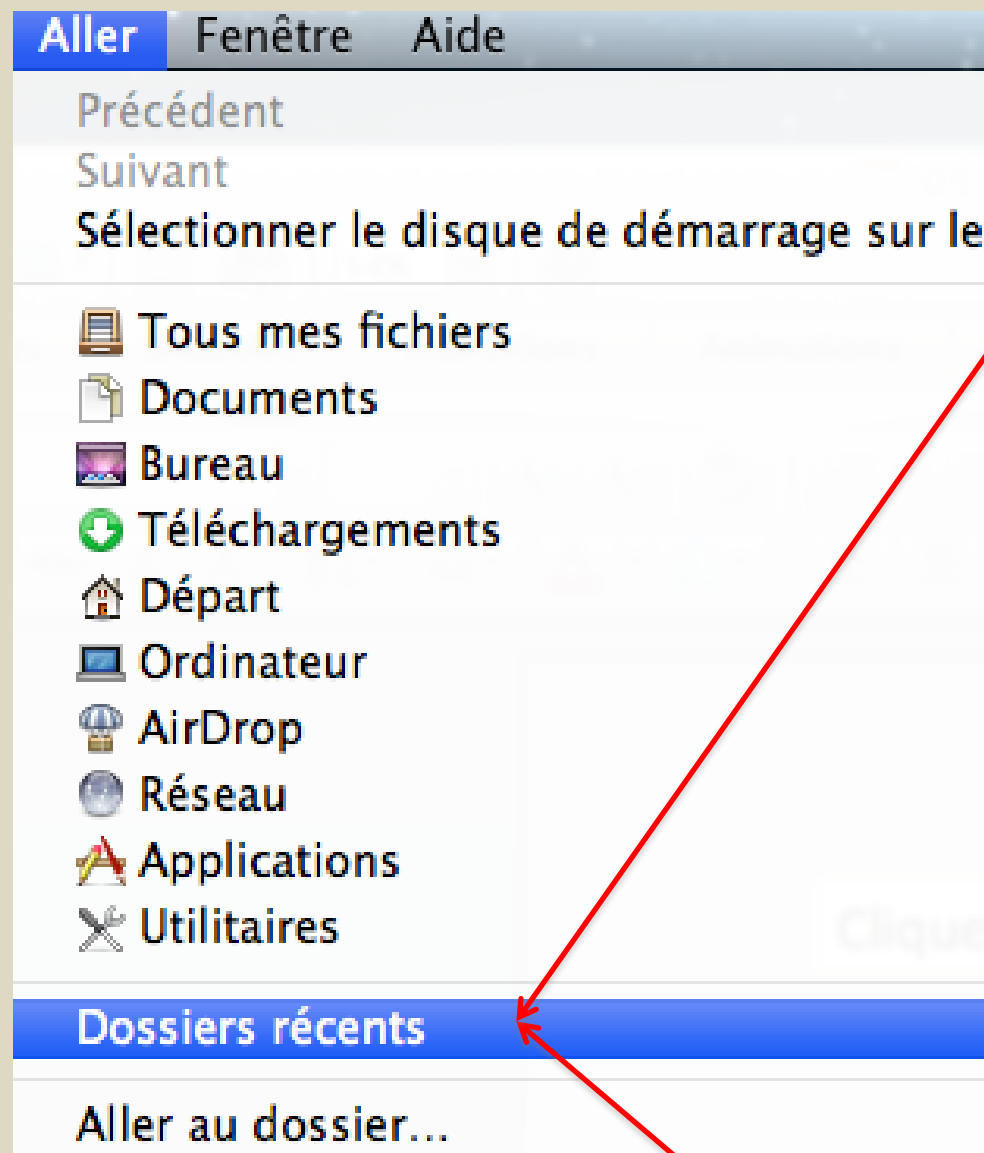 Aller Fenêtre Aide
Précédent
Suivant
Sélectionner le disque de démarrage sur le
Tous mes fichiers
Documents
Bureau
Téléchargements
Départ
Ordinateur
AirDrop
Réseau
Applications
Utilitaires
Clique
Dossiers récents
Aller au dossier...